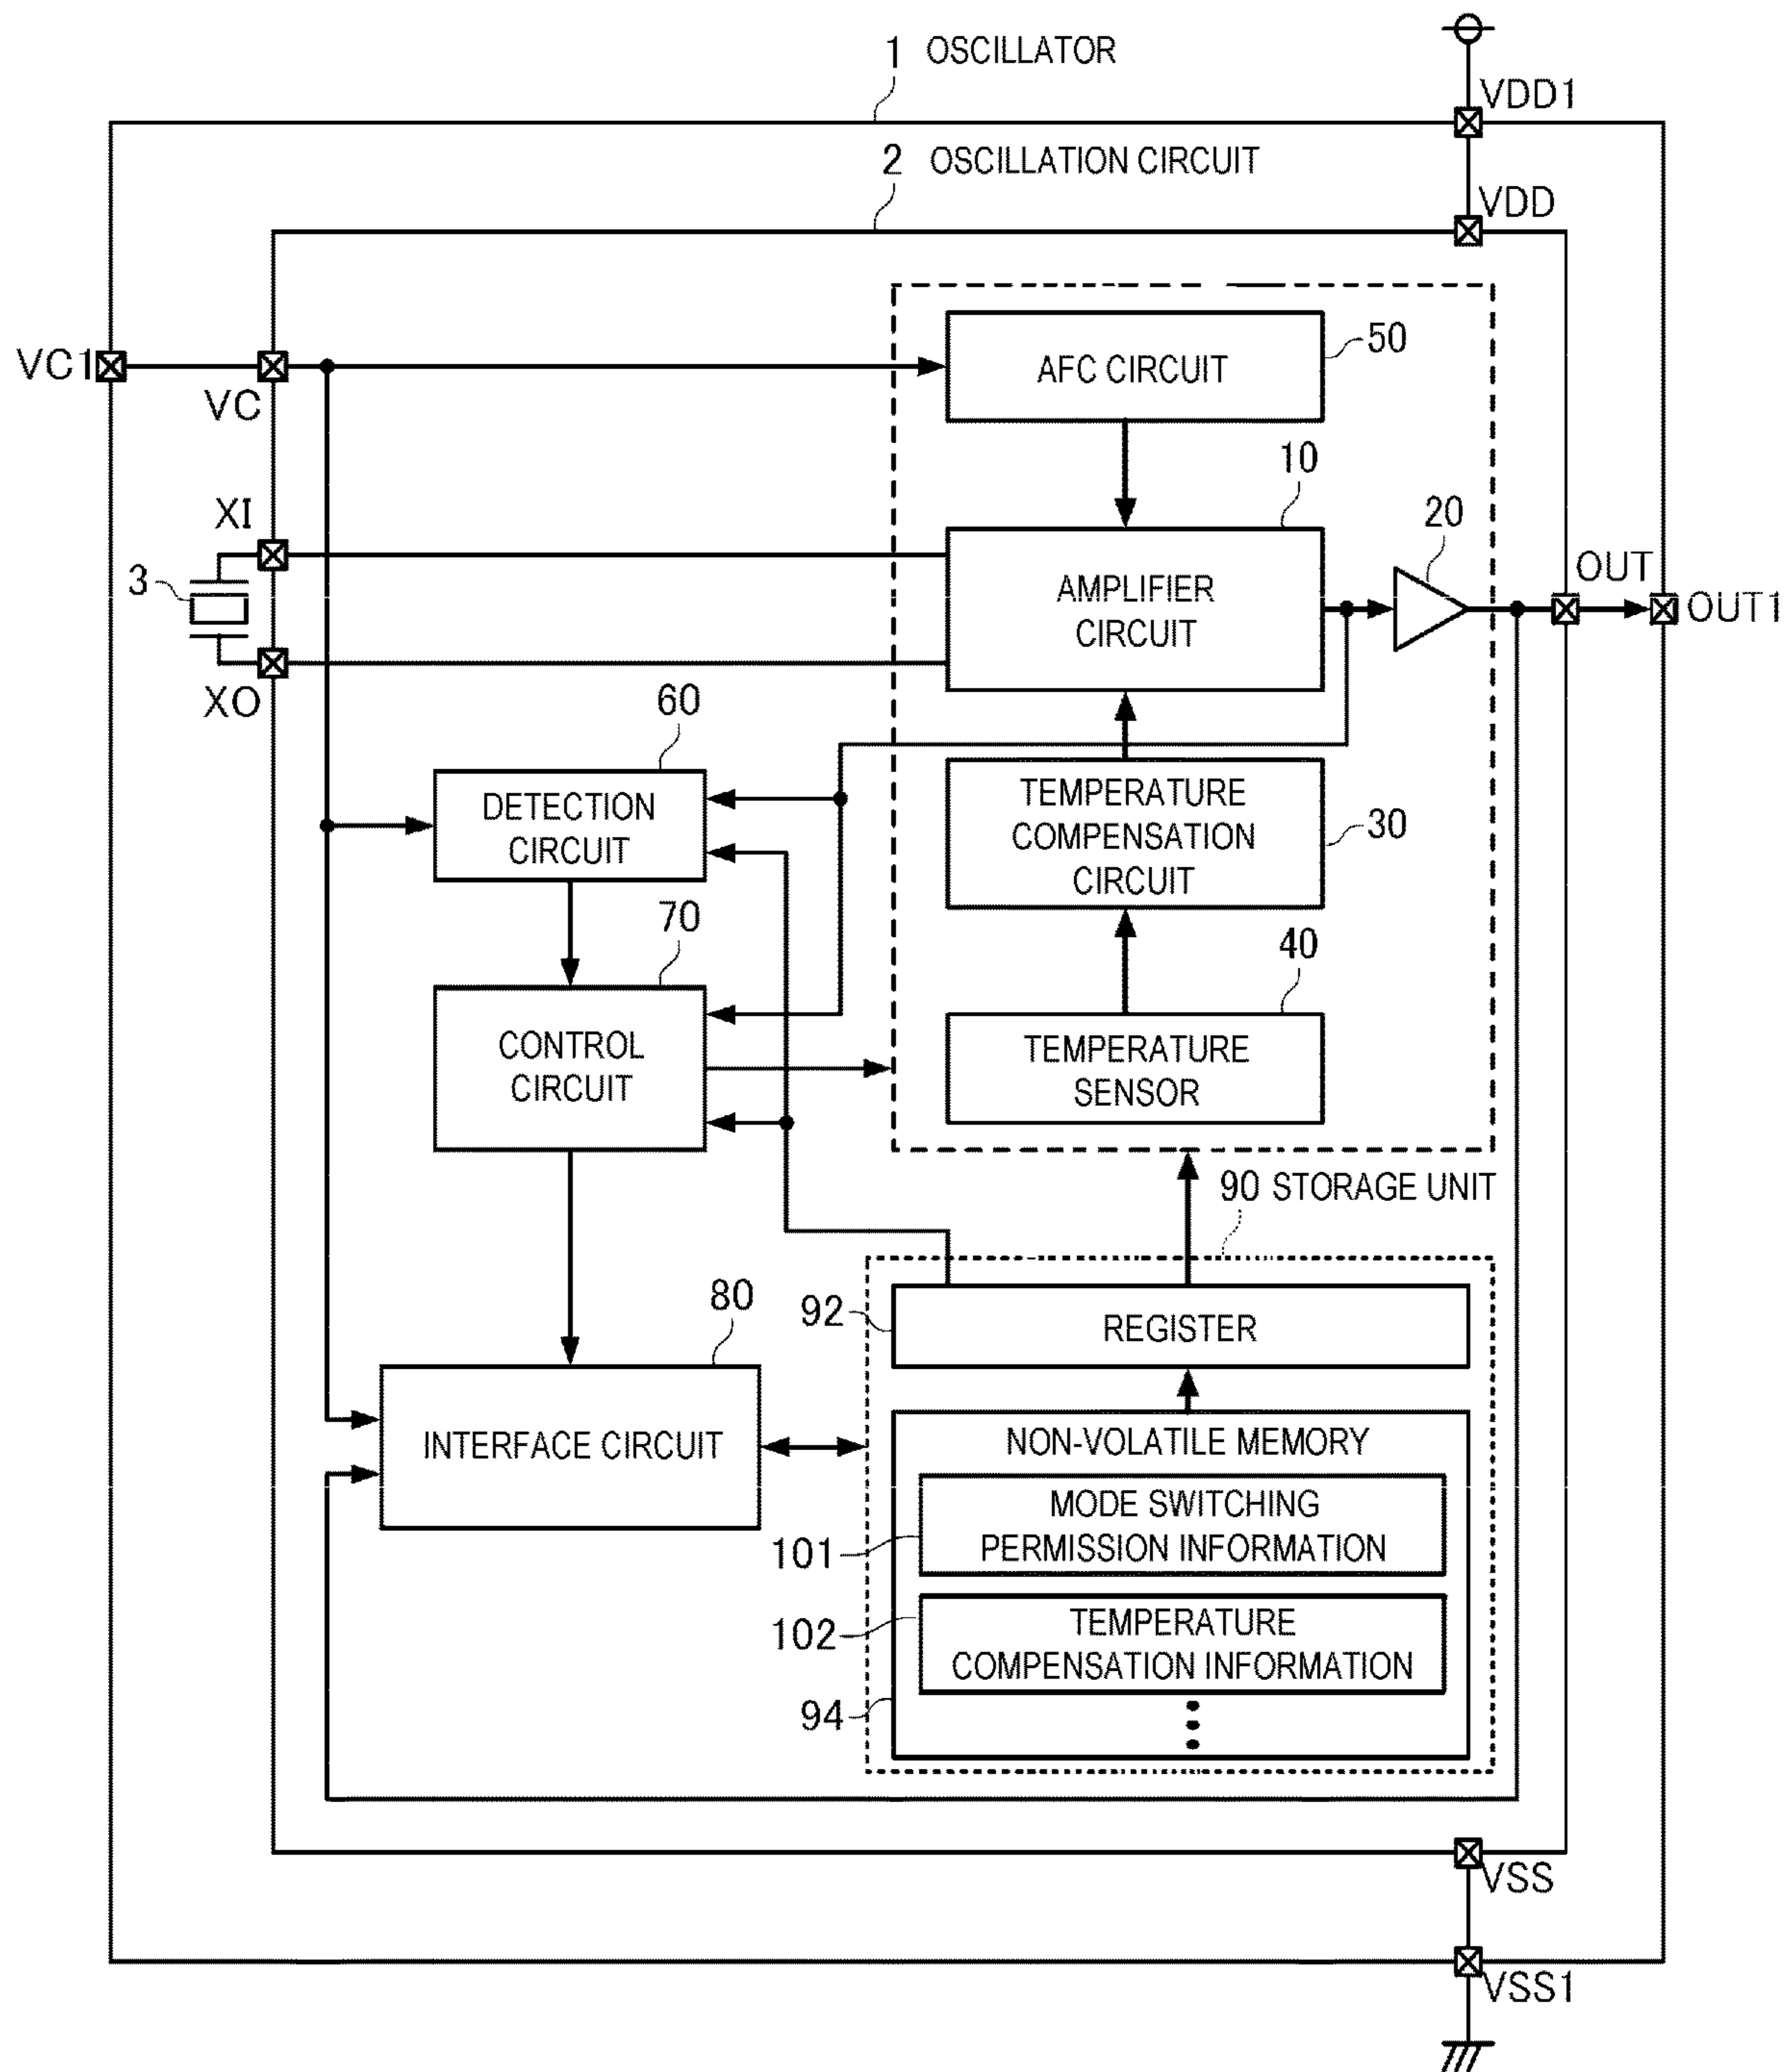 1 OSCILLATOR
VDD1
2 OSCILLATION CIRCUIT
VDD
VC1
VC
AFC CIRCUIT
50
10
XI
20
3
AMPLIFIER
CIRCUIT
OUT
OUT1
XO
60
DETECTION
CIRCUIT
TEMPERATURE
COMPENSATION
CIRCUIT
30
70
40
CONTROL
CIRCUIT
TEMPERATURE
SENSOR
90 STORAGE UNIT
80
92
REGISTER
INTERFACE CIRCUIT
NON-VOLATILE MEMORY
MODE SWITCHING
PERMISSION INFORMATION
101
TEMPERATURE
COMPENSATION INFORMATION
102
94
VSS
VSS1